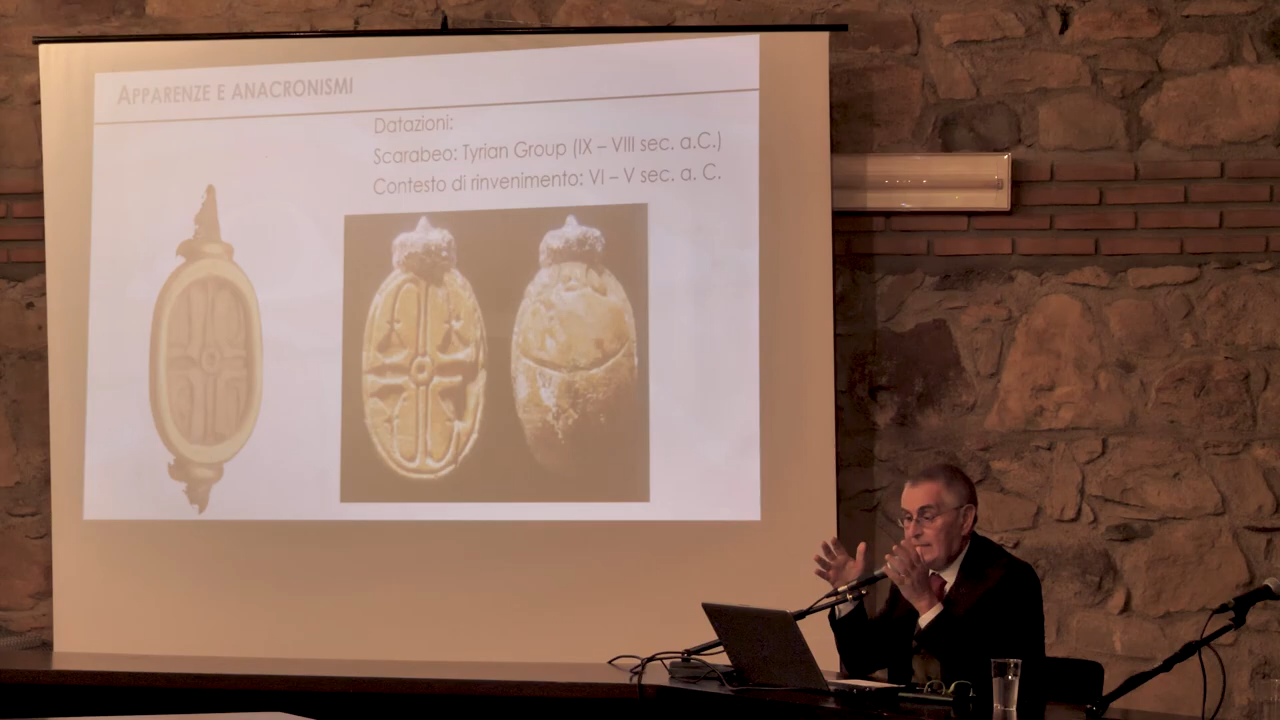 APPARENZE E ANACRONISMI
Datazioni:
Scarabeo: Tyrian Group (IX – VIII sec. a.C.)
Contesto di rinvenimento: VI – V sec. a. C.